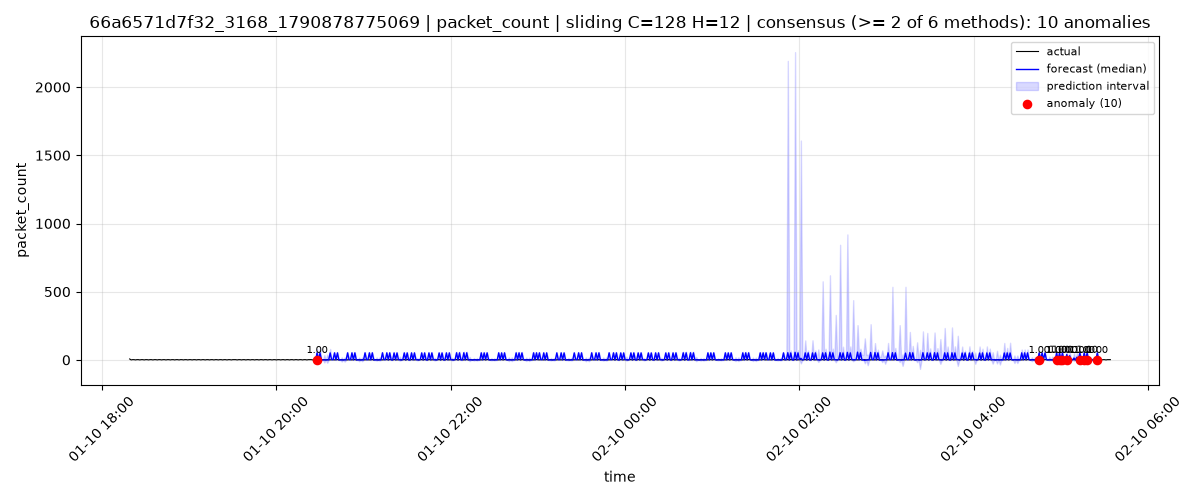 66a6571d7f32_3168_1790878775069 | packet_count | sliding C=128 H=12 | consensus (>= 2 of 6 methods): 10 anomalies
actual
forecast (median)
prediction interval
anomaly (10)
packet_count
2000
1500
1000
500
0
1.00
01-10 18:00
01-10 20:00
01-10 22:00
02-10 00:00
02-10 02:00
02-10 04:00
02-10 06:00
time